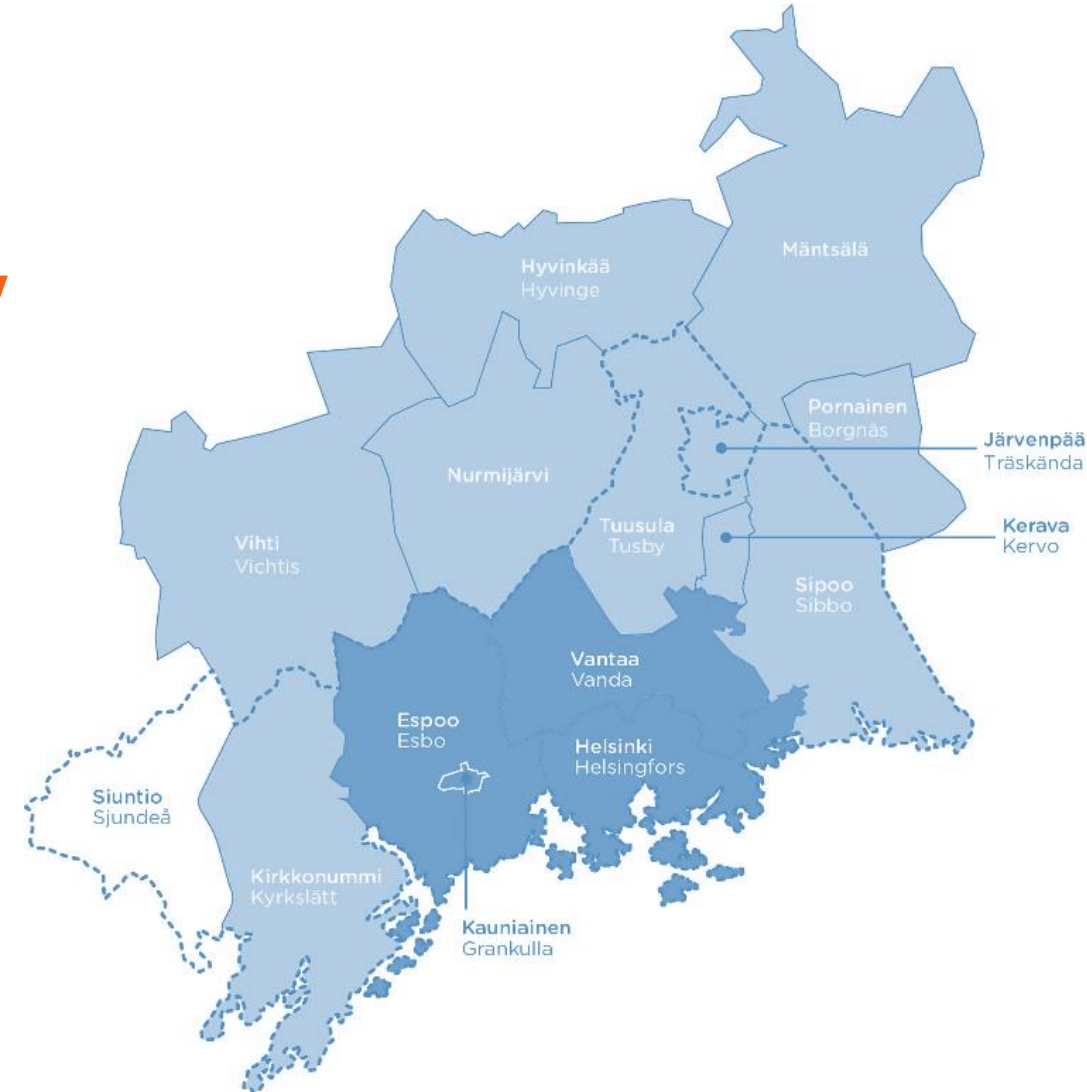 Mäntsälä
Hyvinkää
Hyvinge
Pornainen
Borgnäs
Järvenpää
Träskända
Nurmijärvi
Tuusula
Tusby
Kerava
Kervo
Vihti
Vichtis
Sipoo
Sibbo
Vantaa
Vanda
Espoo
Esbo
Helsinki
Helsingfors
Siuntio
Sjundeå
Kirkkonummi
Kyrkslätt
Kauniainen
Grankulla